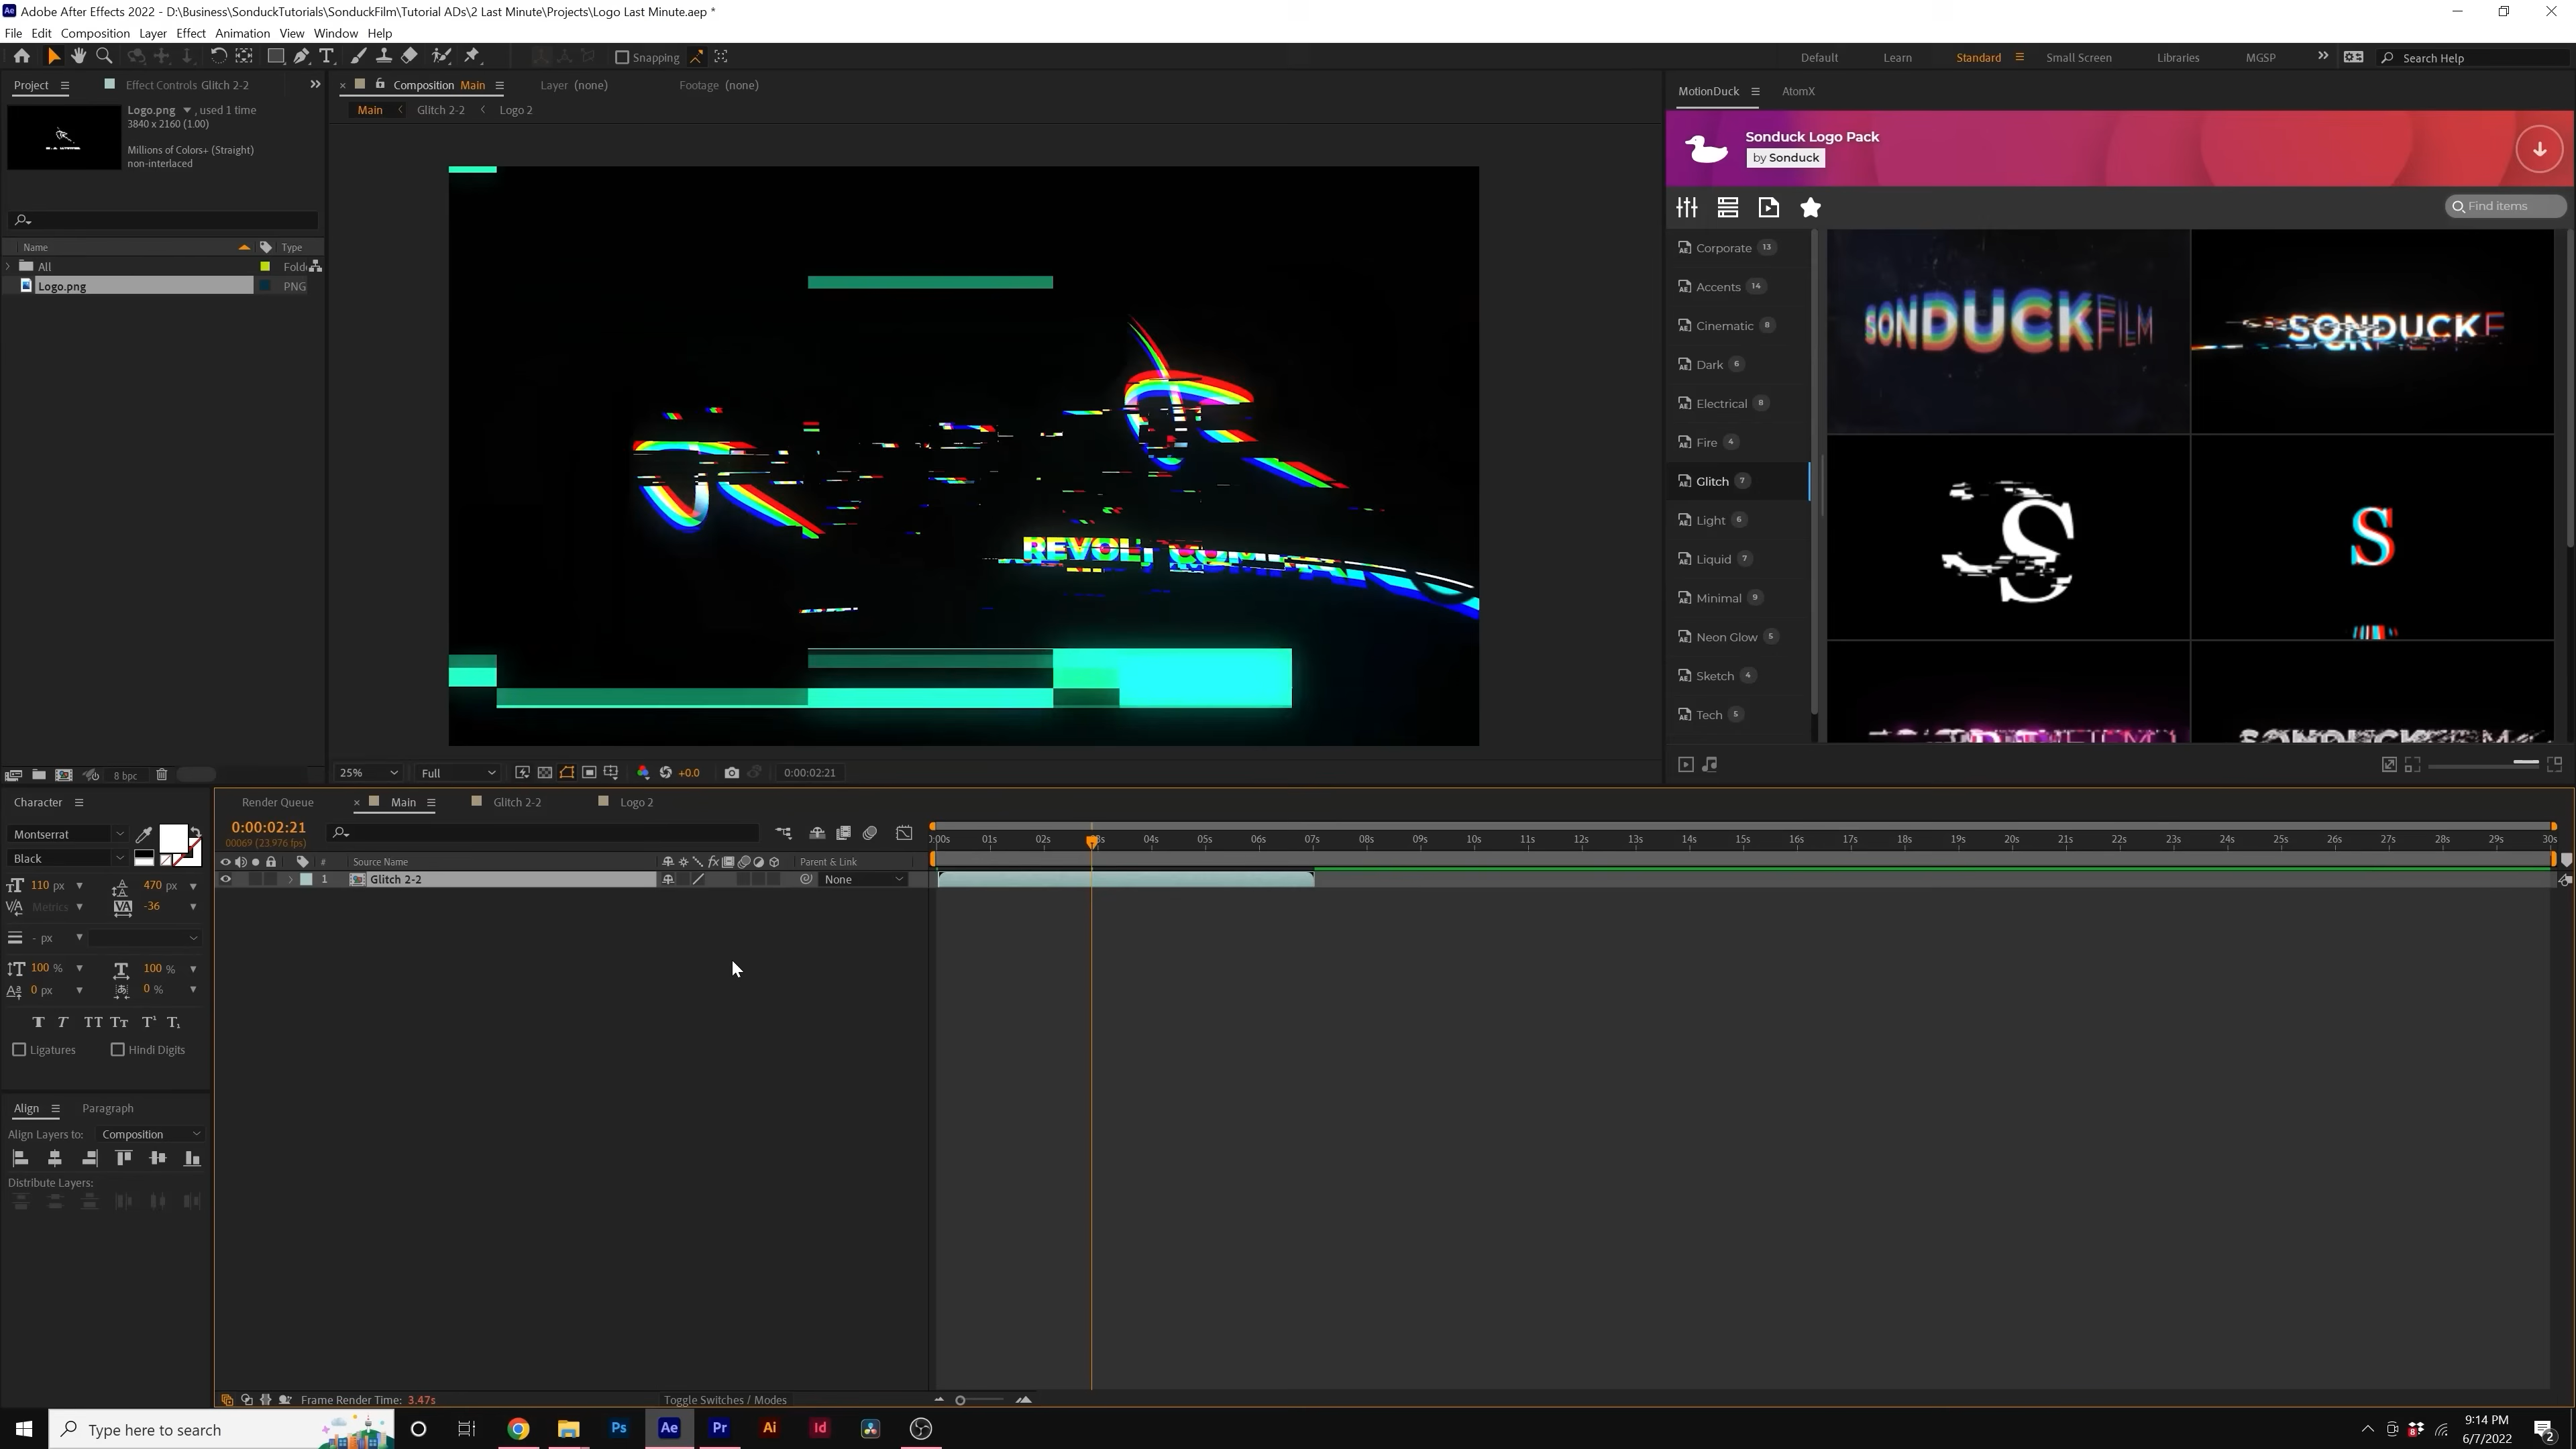 Adobe After Effects 2022 - D:\Business\SonduckTutorials\SonduckFilm\Tutorial ADs\2 Last Minute\Projects\Logo Last Minute.aep *
File Edit Composition Layer Effect Animation View Window Help
Snapping
Default Learn Standard Small Screen Libraries MGSP Search Help
Project Effect Controls Glitch 2-2
Composition Main Layer (none) Footage (none)
Main Glitch 2-2 Logo 2
Logo.png , used 1 time
3840 x 2160 (1.00)
Millions of Colors+ (Straight)
non-interlaced
Name Type
All Fold
Logo.png PNG
8 bpc
REVOLT
25% Full +0.0 0:00:02:21
MotionDuck AtomX
Sonduck Logo Pack
by Sonduck
Find items
Corporate 13
Accents 14
Cinematic 8
Dark 6
Electrical 8
Fire 4
Glitch 7
Light 6
Liquid 7
Minimal 9
Neon Glow 5
Sketch 4
Tech 5
SONDUCKFILM
SONDUCKF
S
S
Character
Montserrat
Black
110 px 470 px
Metrics -36
- px
100 % 100 %
0 px 0 %
Ligatures Hindi Digits
Align Paragraph
Align Layers to: Composition
Distribute Layers:
Render Queue Main Glitch 2-2 Logo 2
0:00:02:21
00069 (23.976 fps)
# Source Name Parent & Link
1 Glitch 2-2 None
:00s 01s 02s 3s 04s 05s 06s 07s 08s 09s 10s 11s 12s 13s 14s 15s 16s 17s 18s 19s 20s 21s 22s 23s 24s 25s 26s 27s 28s 29s 30s
Frame Render Time: 3.47s Toggle Switches / Modes
Type here to search
Ps Ae Pr Ai Id
9:14 PM
6/7/2022
2